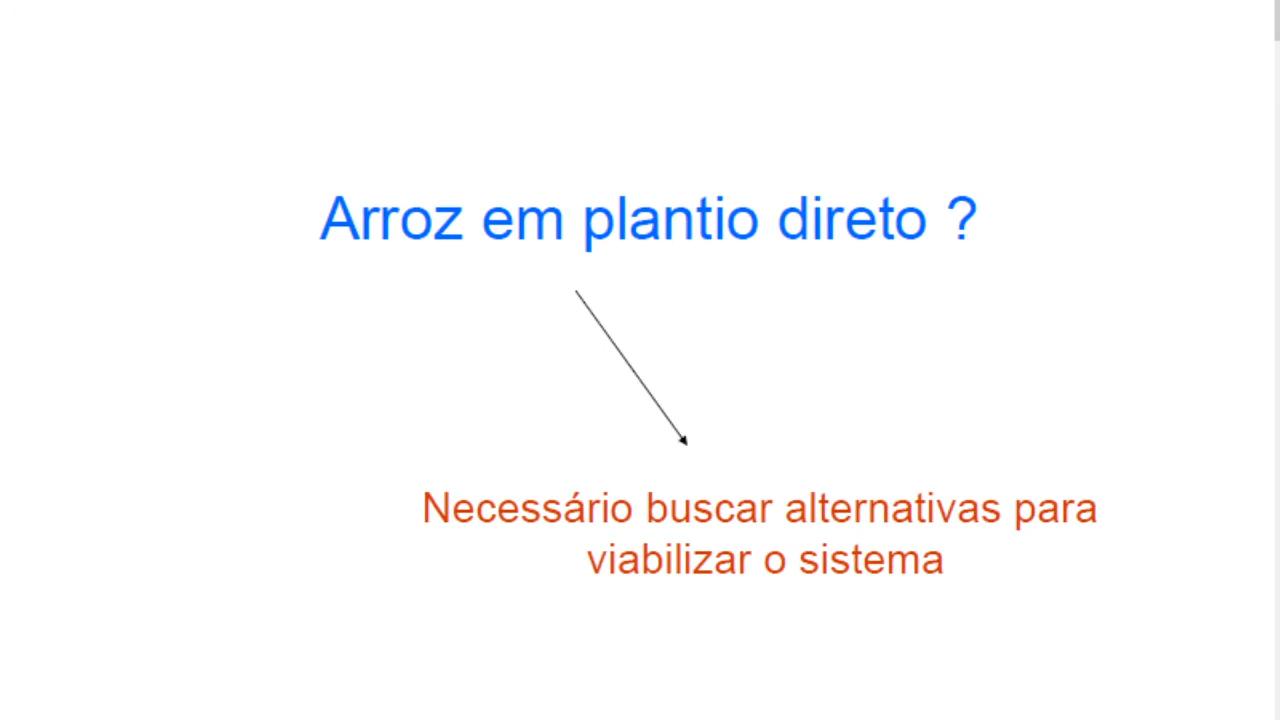 Arroz em plantio direto ?
Necessário buscar alternativas para
viabilizar o sistema